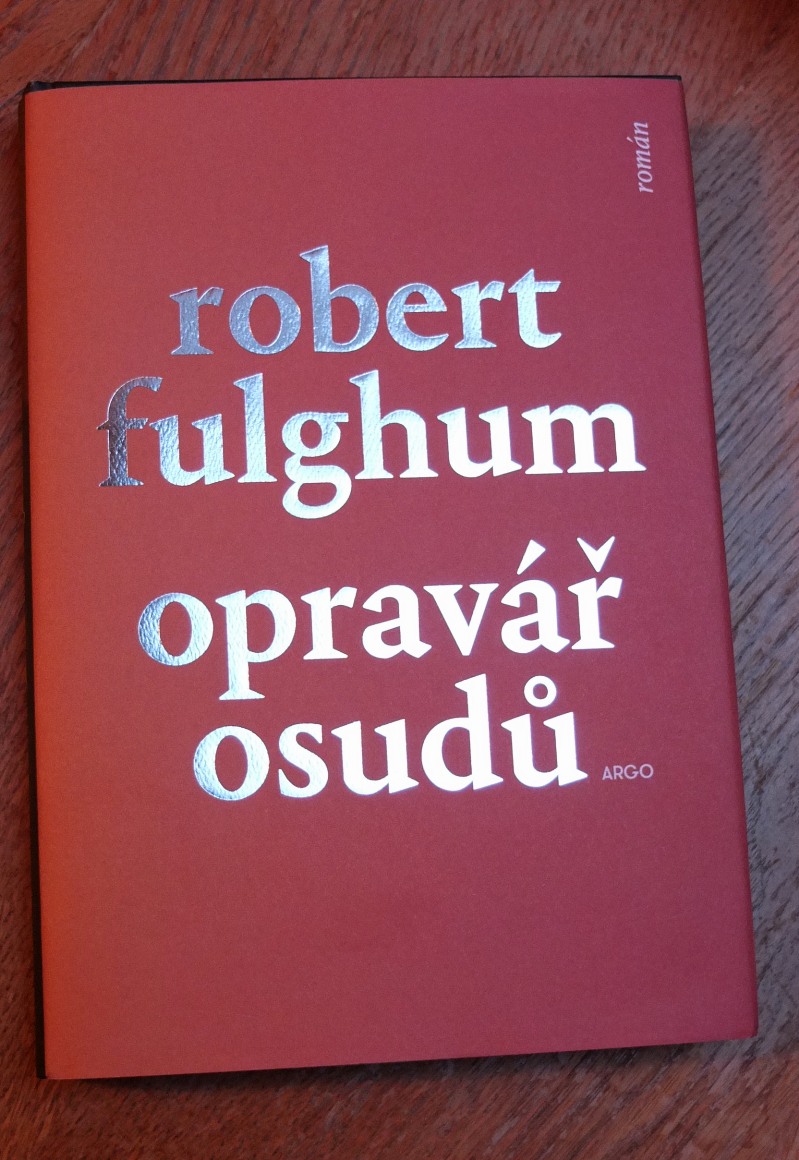 román
robert
fulghum
opravář
osudů
ARGO